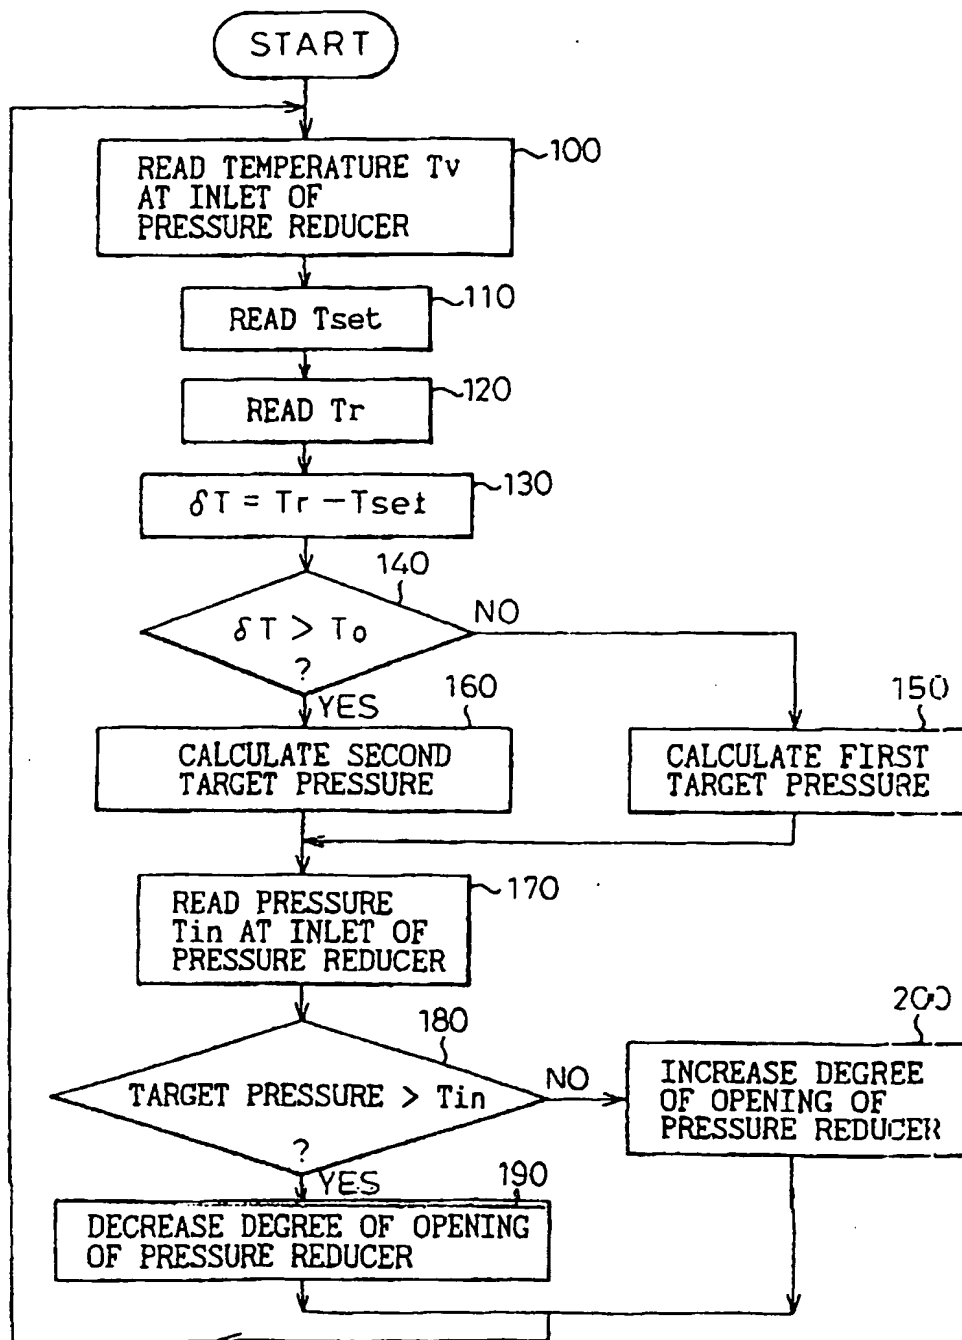 START
READ TEMPERATURE Tv
AT INLET OF
PRESSURE REDUCER
100
READ Tset
110
READ Tr
120
δT = Tr − Tset
130
140
δT > To
?
NO
YES
160
CALCULATE SECOND
TARGET PRESSURE
150
CALCULATE FIRST
TARGET PRESSURE
170
READ PRESSURE
Tin AT INLET OF
PRESSURE REDUCER
180
TARGET PRESSURE > Tin
?
NO
YES
200
INCREASE DEGREE
OF OPENING OF
PRESSURE REDUCER
190
DECREASE DEGREE OF OPENING
OF PRESSURE REDUCER